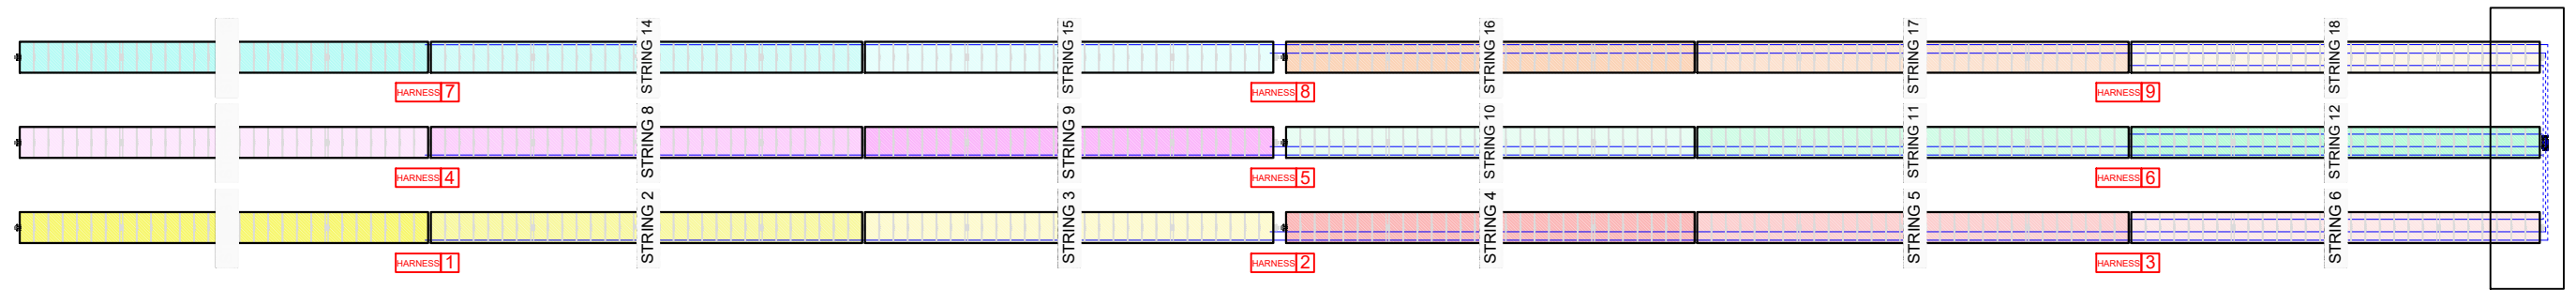 STRING 14
STRING 15
STRING 16
STRING 17
STRING 18
HARNESS 7
HARNESS 8
HARNESS 9
STRING 8
STRING 9
STRING 10
STRING 11
STRING 12
HARNESS 4
HARNESS 5
HARNESS 6
STRING 2
STRING 3
STRING 4
STRING 5
STRING 6
HARNESS 1
HARNESS 2
HARNESS 3